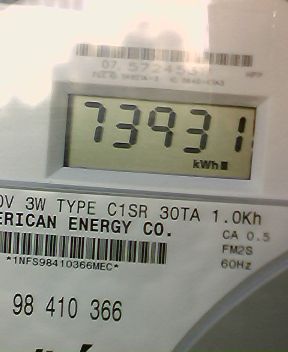 73931
kWh
0V 3W TYPE C1SR 30TA 1.0Kh
ERICAN ENERGY CO.
CA 0.5
FM2S
60Hz
*1NFS98410366MEC*
98 410 366